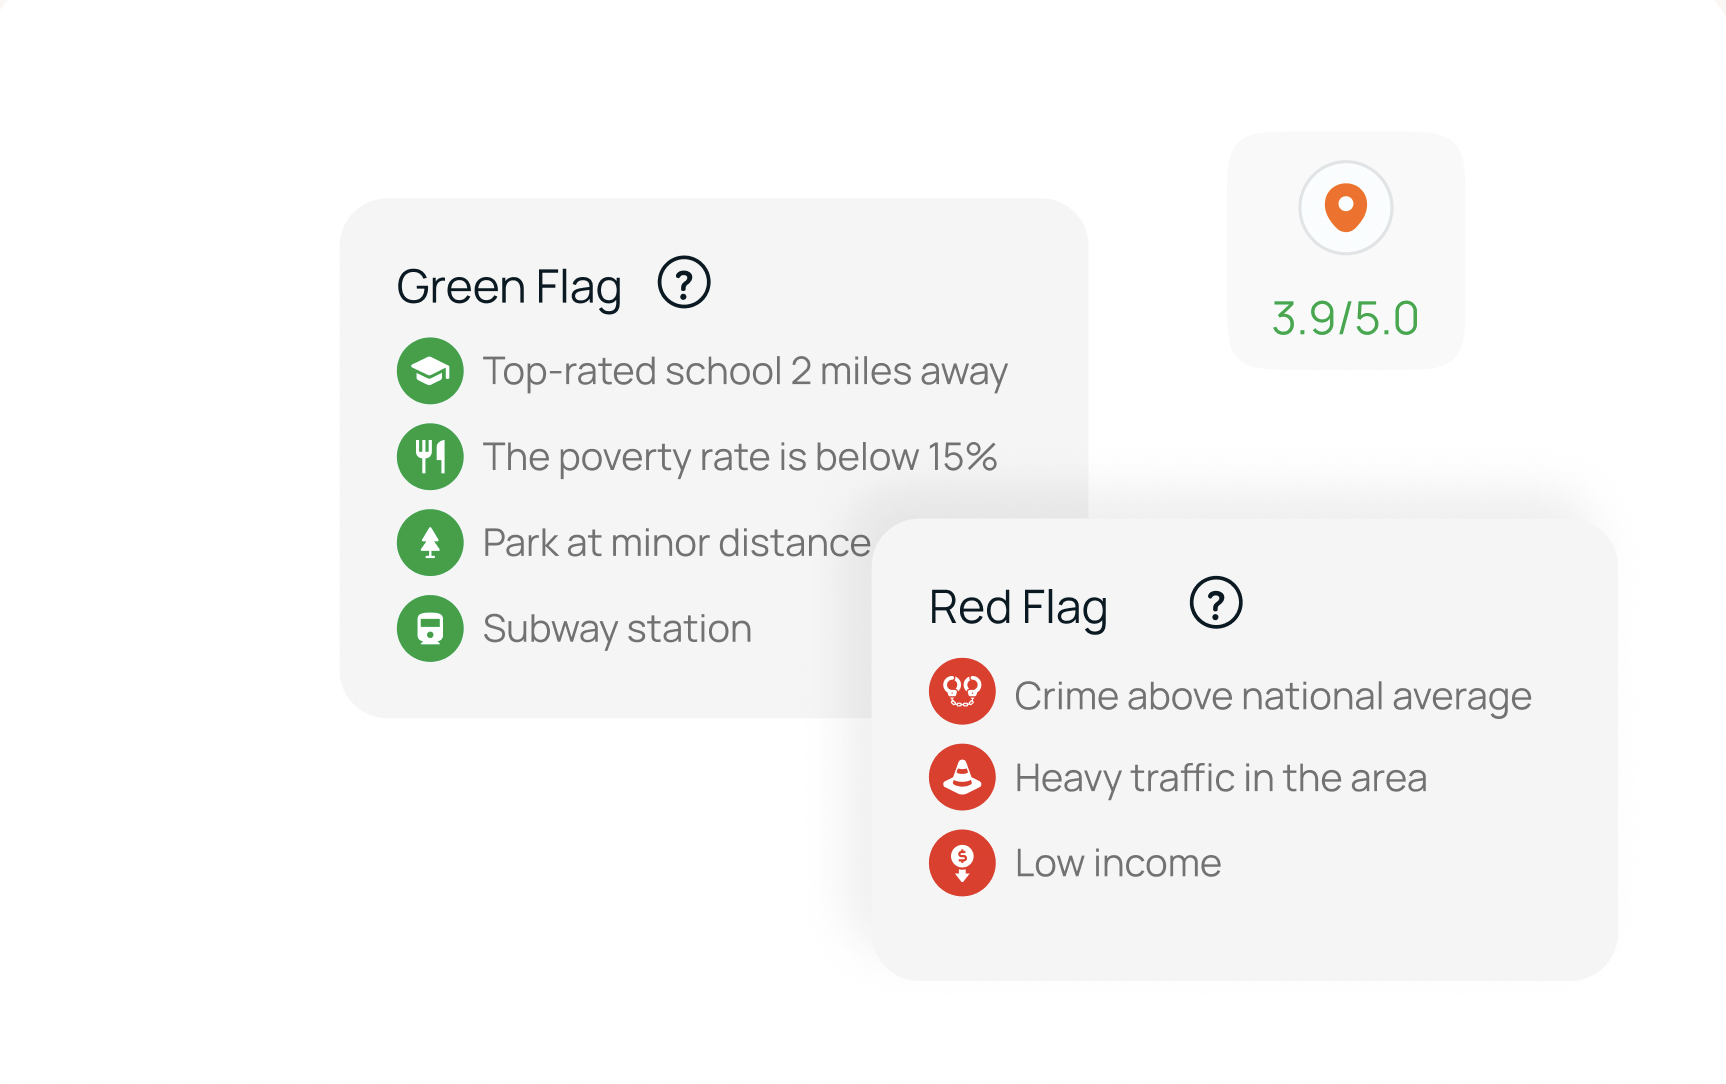 3.9/5.0
Green Flag ?
Top-rated school 2 miles away
The poverty rate is below 15%
Park at minor distance
Subway station
Red Flag ?
Crime above national average
Heavy traffic in the area
$
Low income